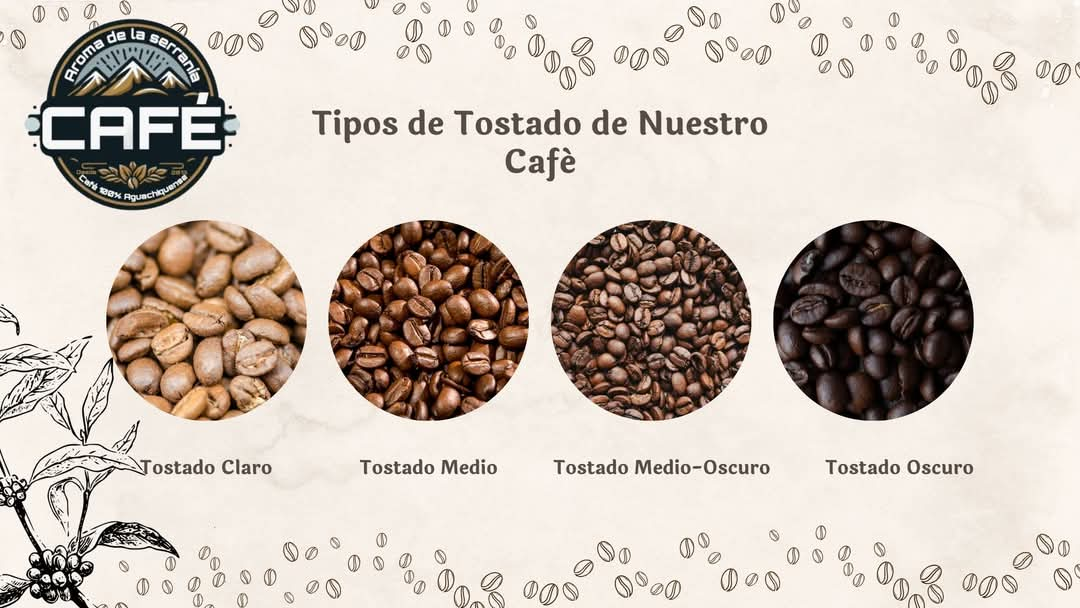 Aroma de la serranía
CAFÉ
Desde
Café 100% Aguachiquense
Tipos de Tostado de Nuestro
Cafè
Tostado Claro
Tostado Medio
Tostado Medio-Oscuro
Tostado Oscuro